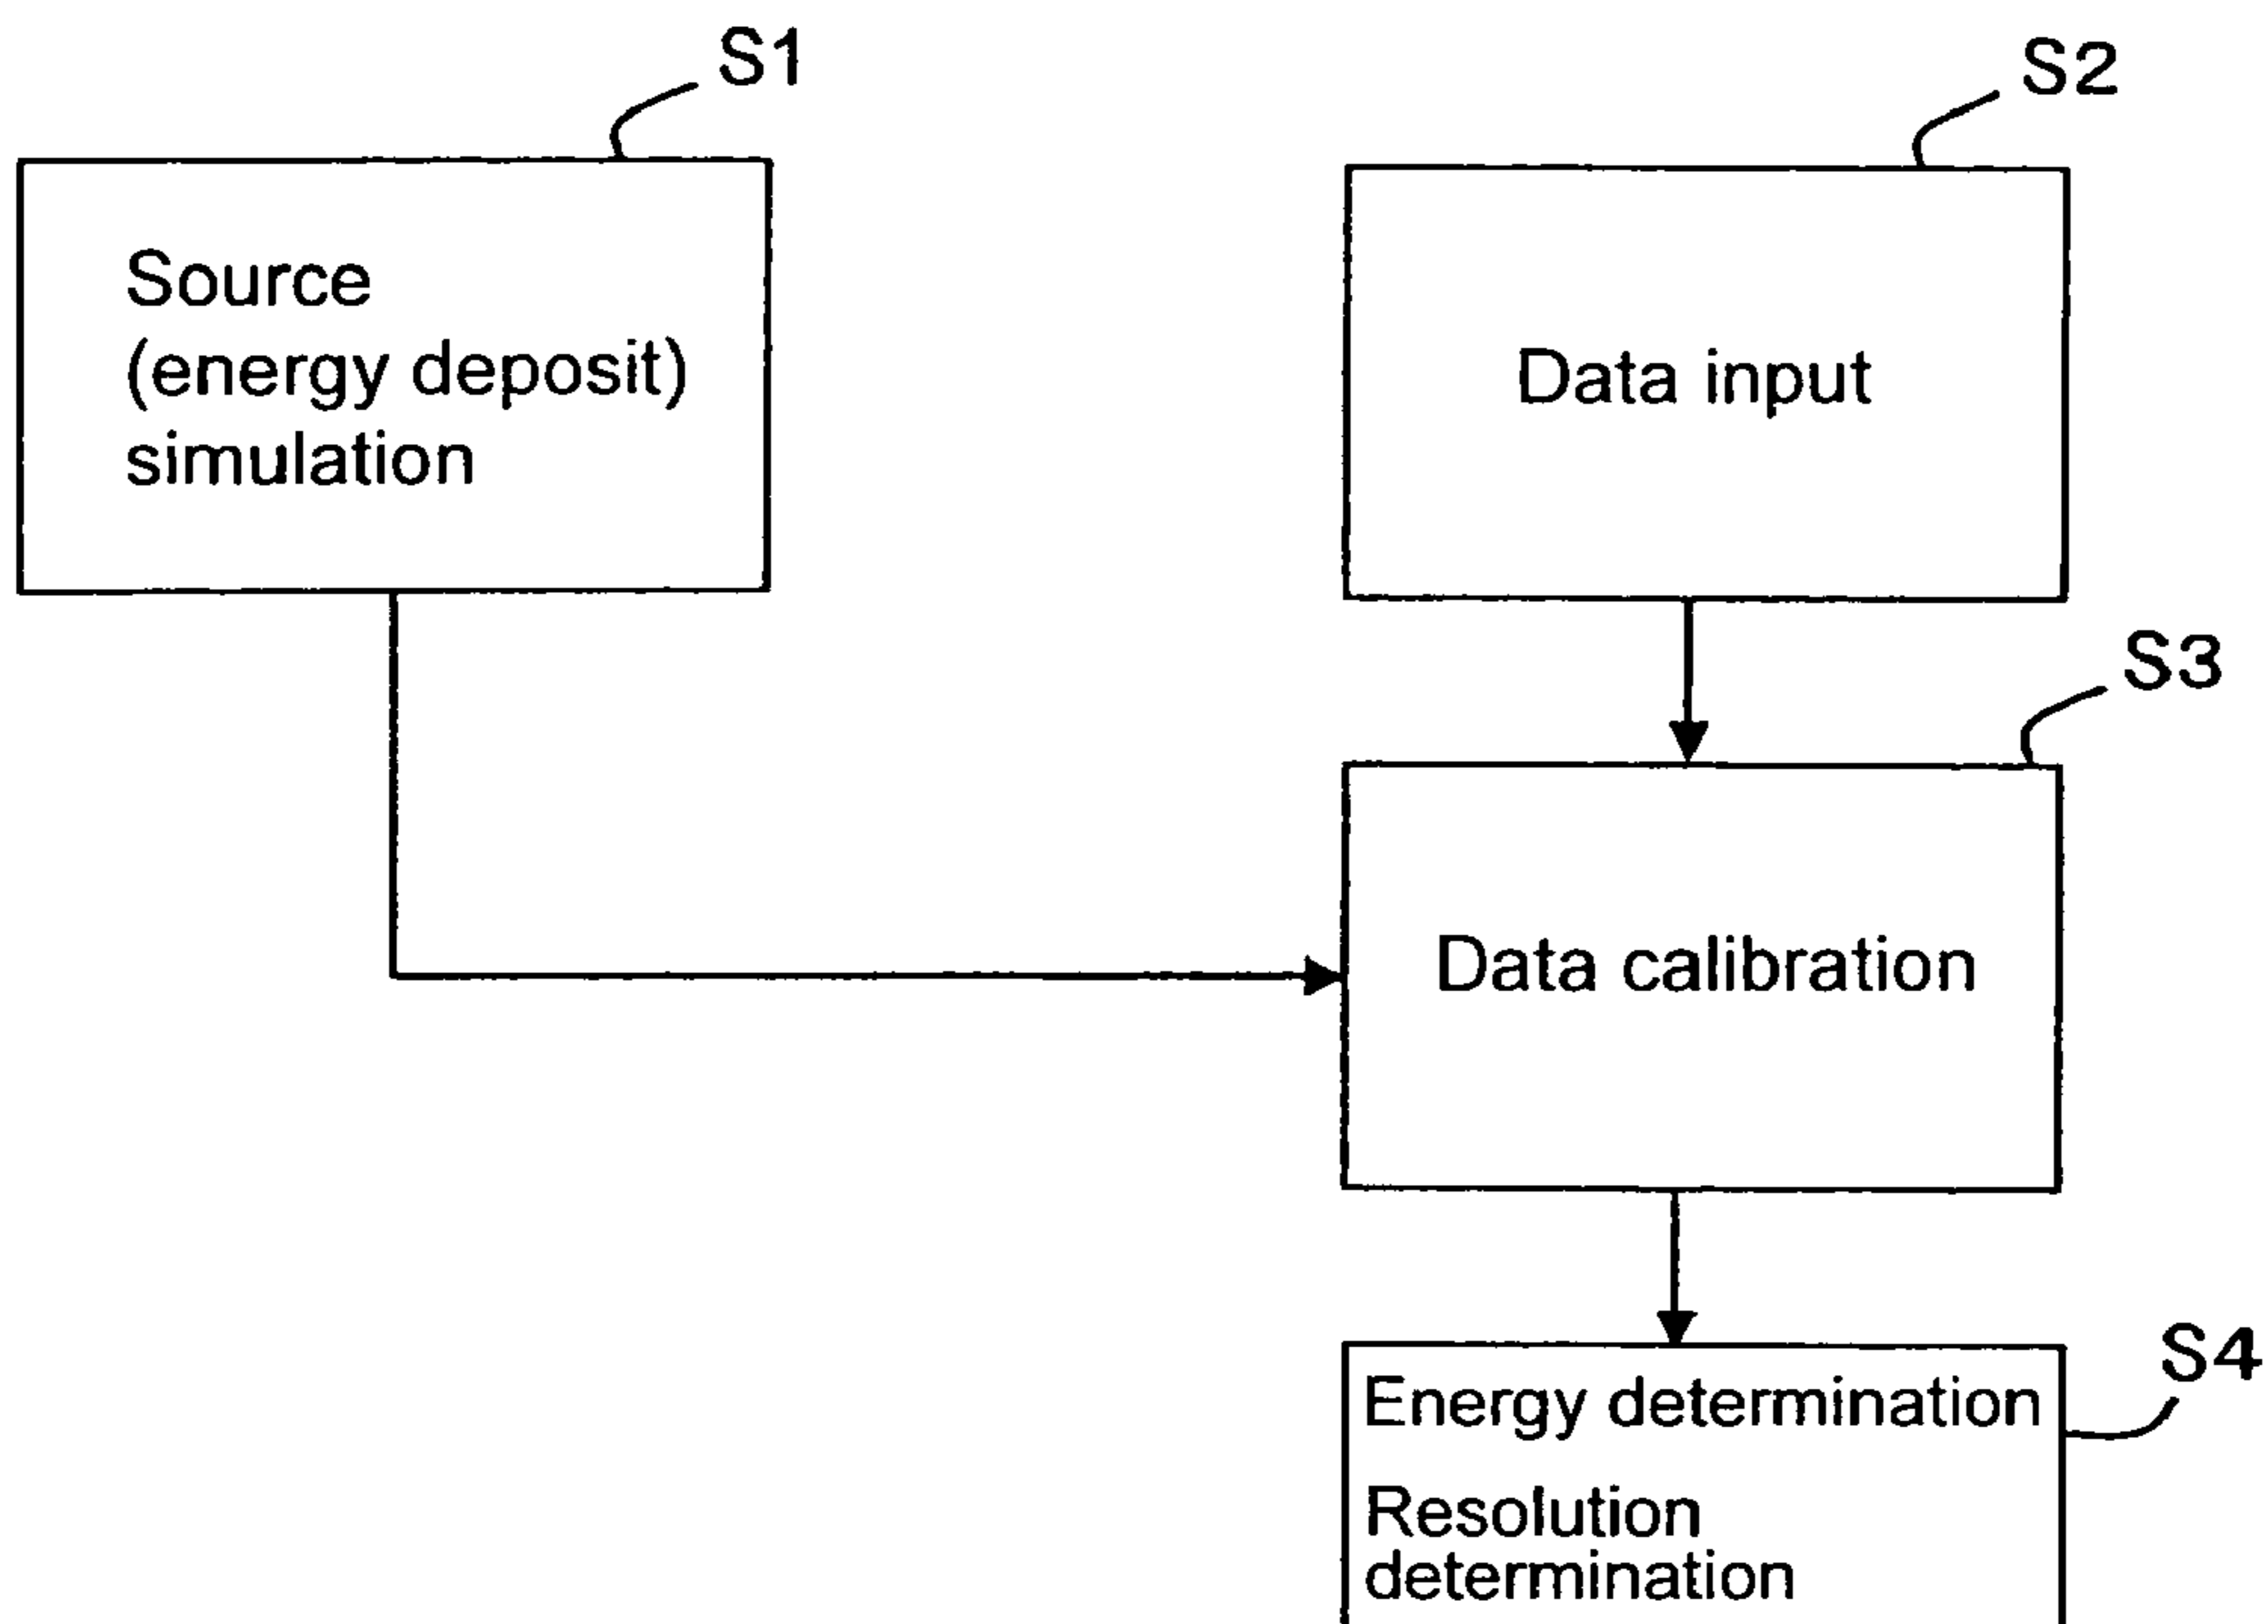 S1
S2
Source
(energy deposit)
simulation
Data input
S3
Data calibration
S4
Energy determination
Resolution
determination